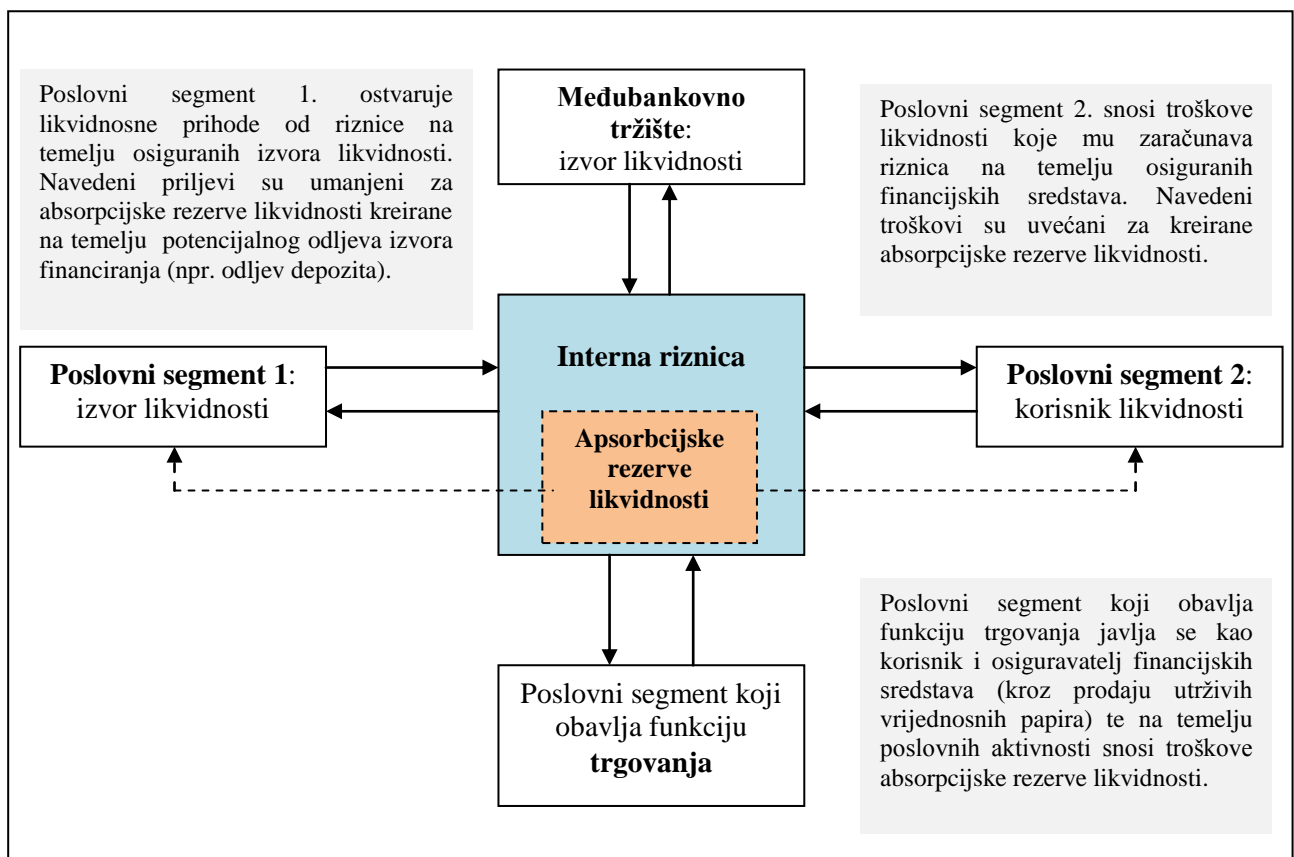 Poslovni segment 1. ostvaruje
likvidnosne prihode od riznice na
temelju osiguranih izvora likvidnosti.
Navedeni priljevi su umanjeni za
absorpcijske rezerve likvidnosti kreirane
na temelju potencijalnog odljeva izvora
financiranja (npr. odljev depozita).
Međubankovno
tržište:
izvor likvidnosti
Poslovni segment 2. snosi troškove
likvidnosti koje mu zaračunava
riznica na temelju osiguranih
financijskih sredstava. Navedeni
troškovi su uvećani za kreirane
absorpcijske rezerve likvidnosti.
Poslovni segment 1:
izvor likvidnosti
Interna riznica
Apsorbcijske
rezerve
likvidnosti
Poslovni segment 2:
korisnik likvidnosti
Poslovni segment koji
obavlja funkciju
trgovanja
Poslovni segment koji obavlja
funkciju trgovanja javlja se kao
korisnik i osiguravatelj financijskih
sredstava (kroz prodaju utrživih
vrijednosnih papira) te na temelju
poslovnih aktivnosti snosi troškove
absorpcijske rezerve likvidnosti.